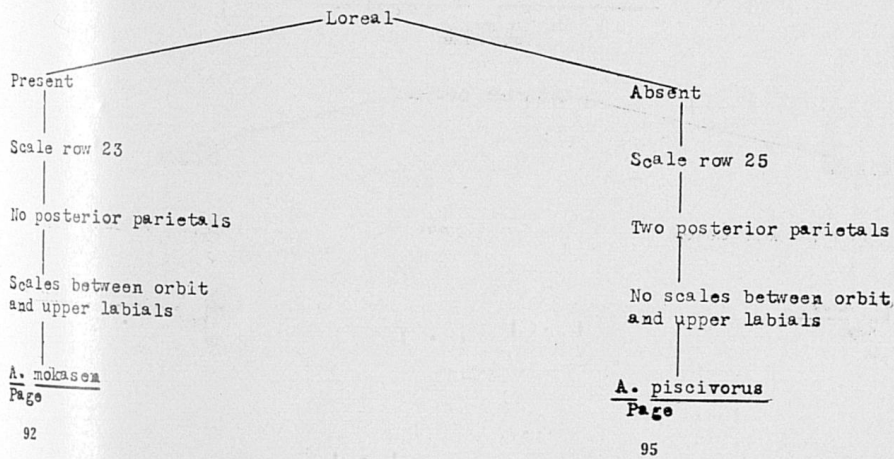 Loreal
Present
Scale row 23
No posterior parietals
Scales between orbit
and upper labials
A. mokasen
Page
92
Absent
Scale row 25
Two posterior parietals
No scales between orbit
and upper labials
A. piscivorus
Page
95